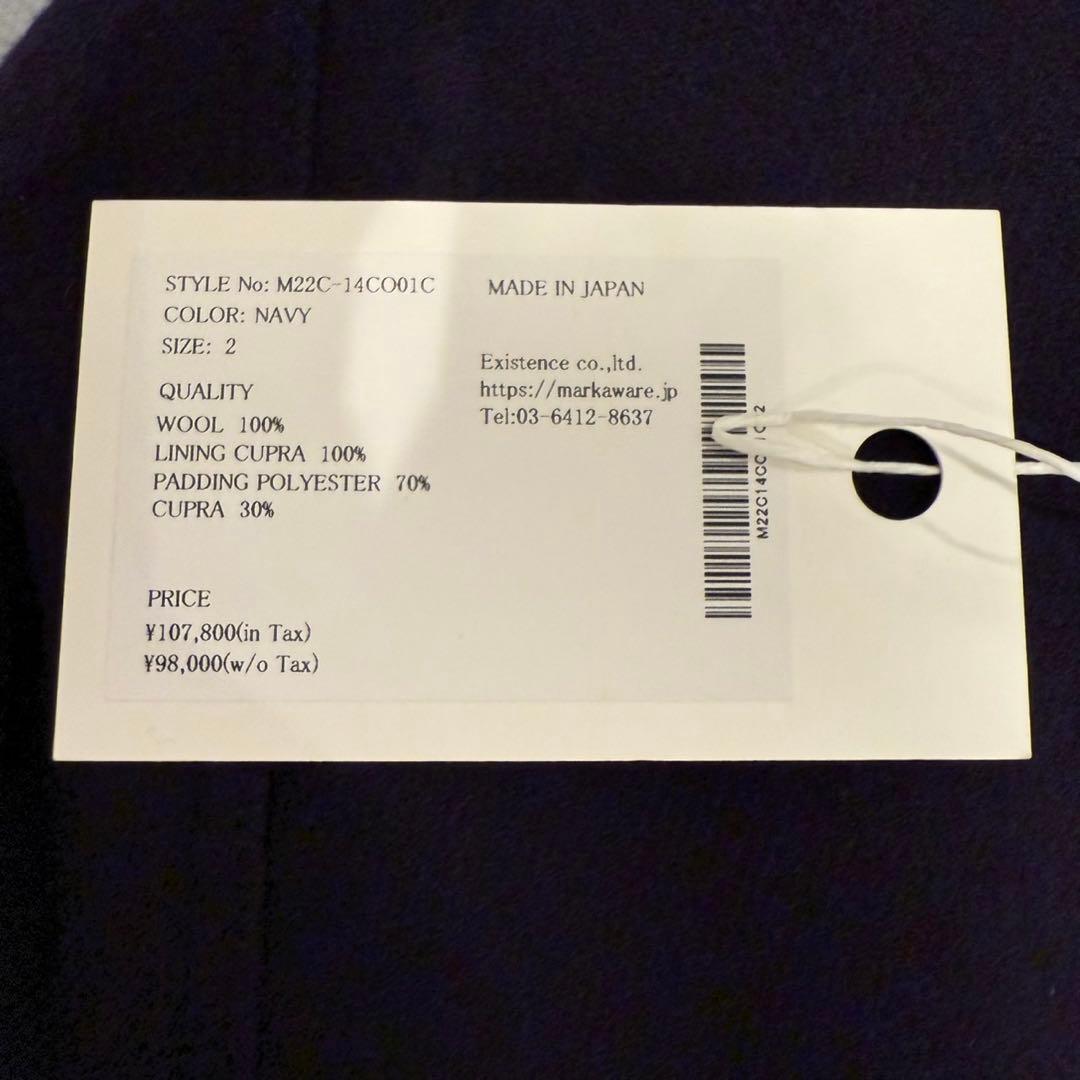 STYLE No: M22C-14CO01C
COLOR: NAVY
SIZE: 2
QUALITY
WOOL 100%
LINING CUPRA 100%
PADDING POLYESTER 70%
CUPRA 30%
PRICE
¥107,800(in Tax)
¥98,000(w/o Tax)
MADE IN JAPAN
Existence co.,ltd.
https://markaware.jp
Tel:03-6412-8637